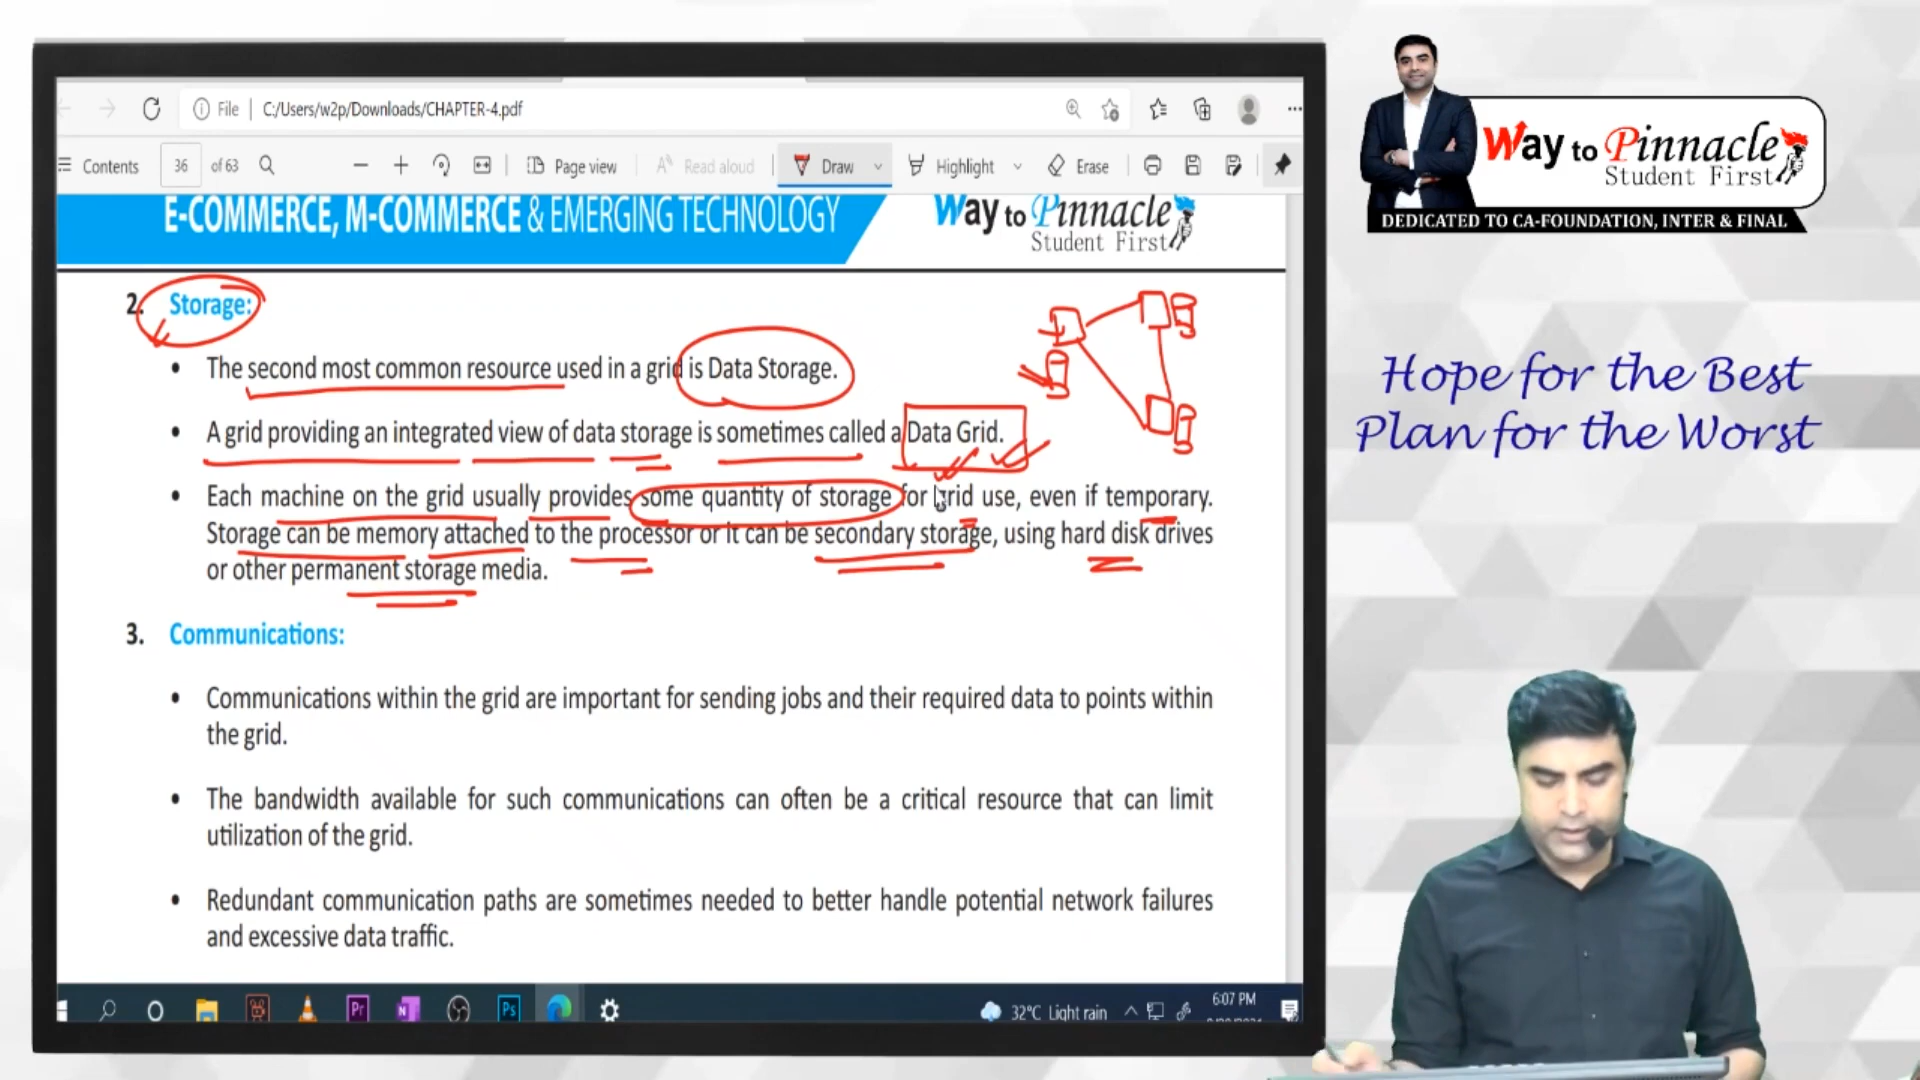 File C:/Users/w2p/Downloads/CHAPTER-4.pdf
Contents 36 of 63 Page view Read aloud Draw Highlight Erase
E-COMMERCE, M-COMMERCE & EMERGING TECHNOLOGY
Way to Pinnacle
Student First
2. Storage:
• The second most common resource used in a grid is Data Storage.
• A grid providing an integrated view of data storage is sometimes called a Data Grid.
• Each machine on the grid usually provides some quantity of storage for grid use, even if temporary.
Storage can be memory attached to the processor or it can be secondary storage, using hard disk drives
or other permanent storage media.
3. Communications:
• Communications within the grid are important for sending jobs and their required data to points within
the grid.
• The bandwidth available for such communications can often be a critical resource that can limit
utilization of the grid.
• Redundant communication paths are sometimes needed to better handle potential network failures
and excessive data traffic.
Pr N Ps
32°C Light rain
6:07 PM
Way to Pinnacle
Student First
DEDICATED TO CA-FOUNDATION, INTER & FINAL
Hope for the Best
Plan for the Worst